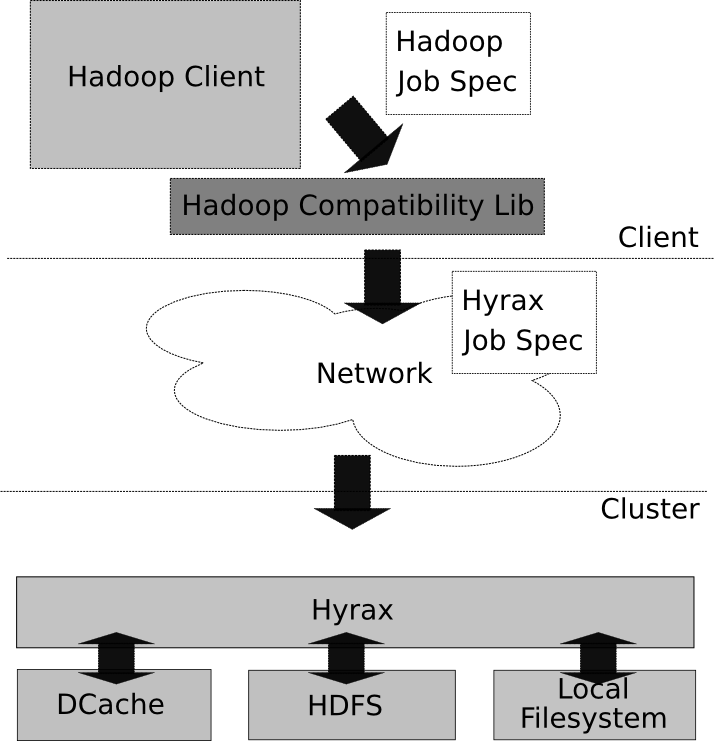 Hadoop Client
Hadoop
Job Spec
Hadoop Compatibility Lib
Client
Hyrax
Job Spec
Network
Cluster
Hyrax
DCache
HDFS
Local
Filesystem